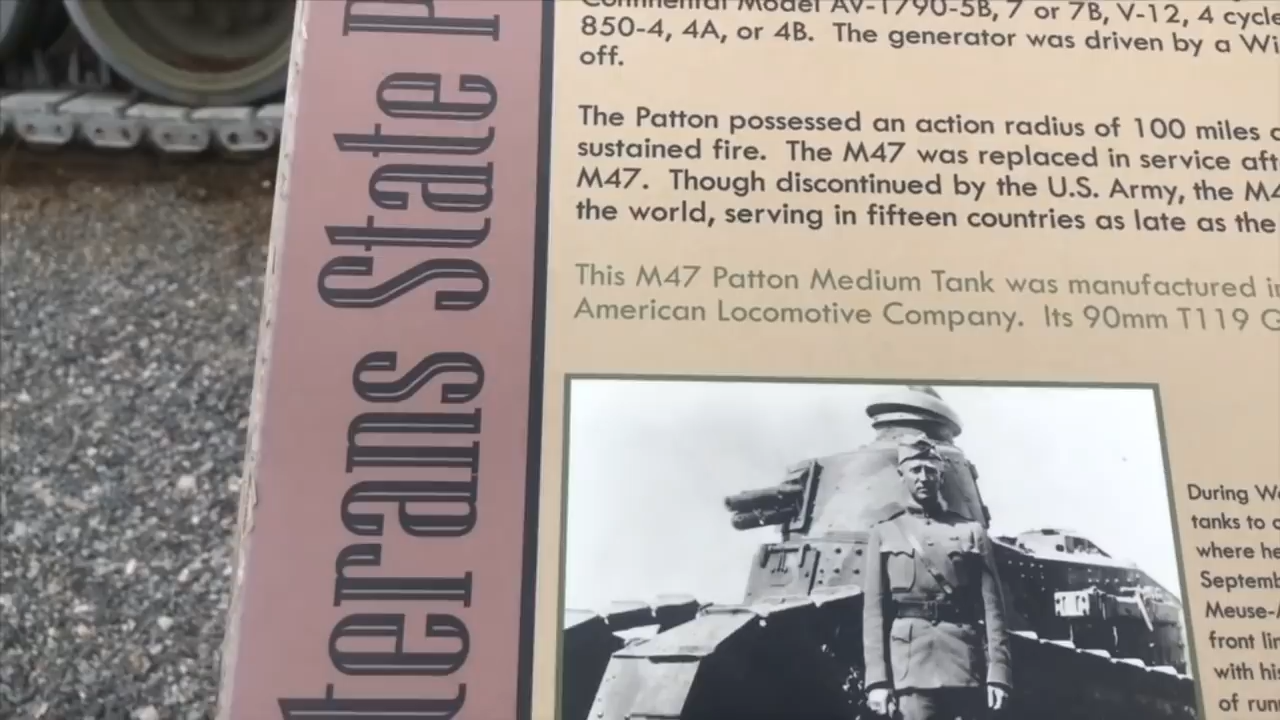 terans State P
Continental Model AV-1790-5B, 7 or 7B, V-12, 4 cycle
850-4, 4A, or 4B. The generator was driven by a Wi
off.
The Patton possessed an action radius of 100 miles
sustained fire. The M47 was replaced in service aft
M47. Though discontinued by the U.S. Army, the M4
the world, serving in fifteen countries as late as the
This M47 Patton Medium Tank was manufactured in
American Locomotive Company. Its 90mm T119 G
During W
tanks to
where he
Septemb
Meuse-
front lin
with his
of run